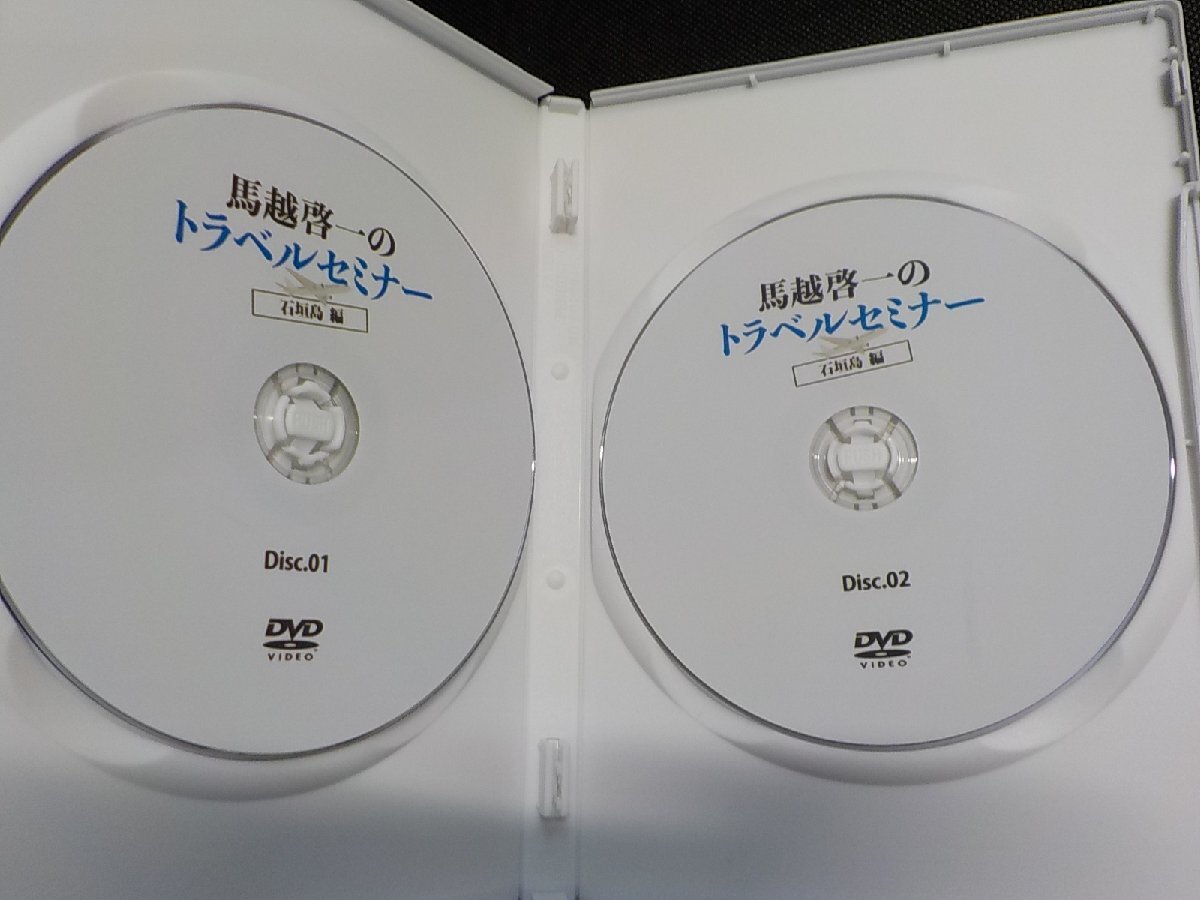 馬越啓一の
トラベルセミナー
石垣島 編
Disc.01
DVD
VIDEO
馬越啓一の
トラベルセミナー
石垣島 編
PUSH
Disc.02
DVD
VIDEO